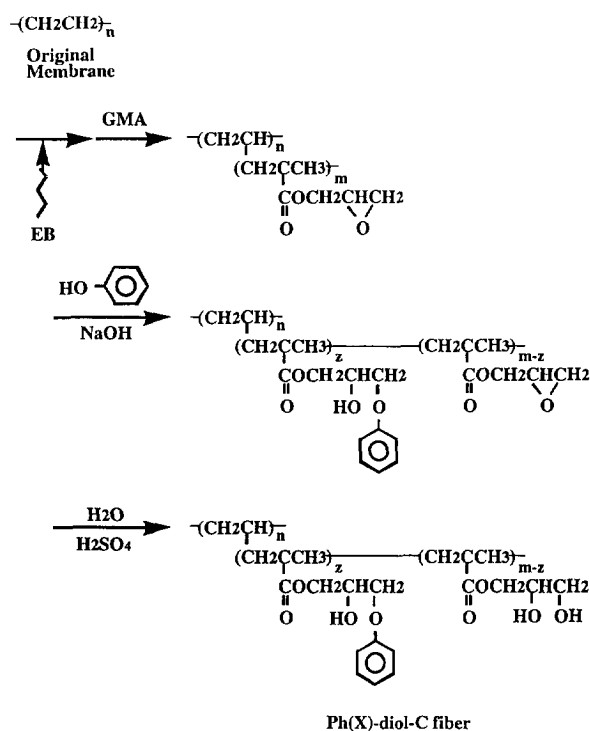 -(CH2CH2)-n
Original
Membrane
GMA
EB
-(CH2CH)-n
(CH2CCH3)-m
COCH2CHCH2
O O
HO
NaOH
-(CH2CH)-n
(CH2CCH3)-z (CH2CCH3)-m-z
COCH2CHCH2 COCH2CHCH2
O HO O O O
H2O
H2SO4
-(CH2CH)-n
(CH2CCH3)-z (CH2CCH3)-m-z
COCH2CHCH2 COCH2CHCH2
O HO O O HO OH
Ph(X)-diol-C fiber